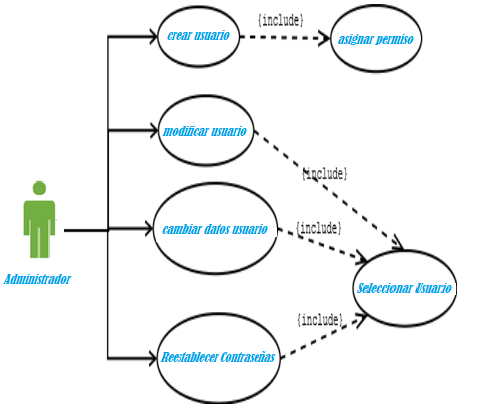 crear usuario
{include}
asignar permiso
modificar usuario
{include}
cambiar datos usuario
{include}
Administrador
Seleccionar Usuario
{include}
Reestablecer Contraseñas